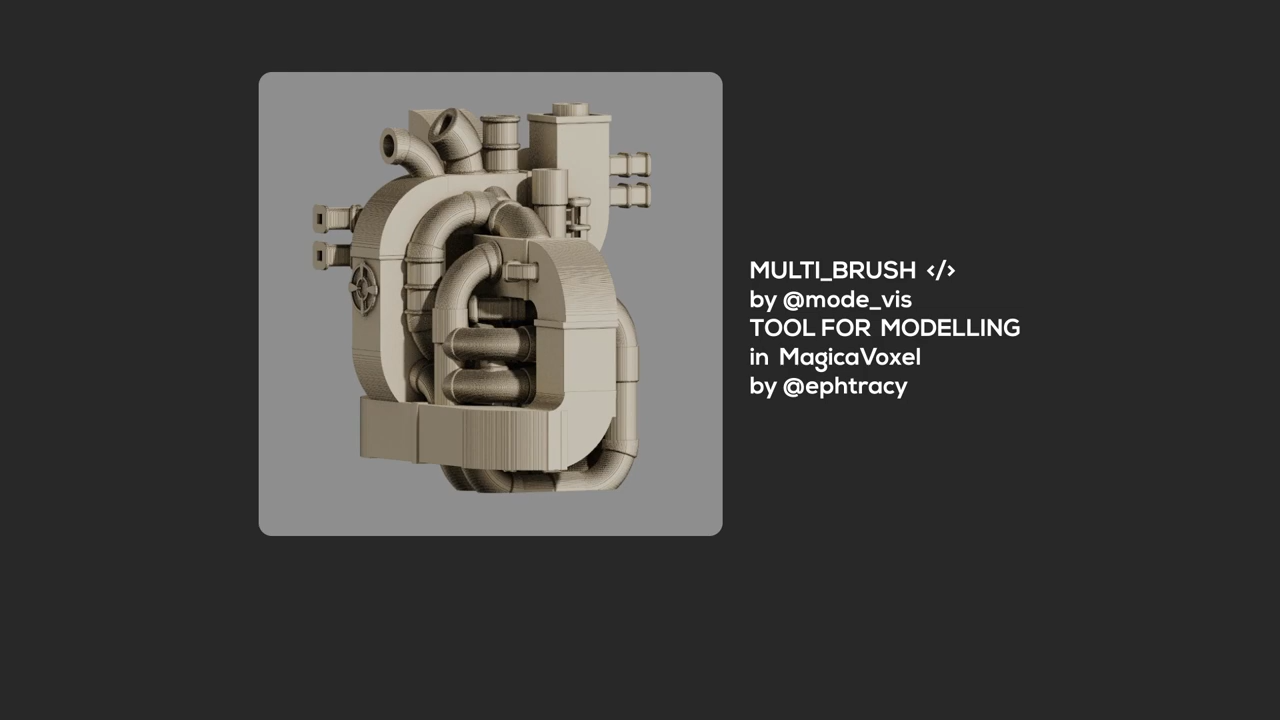 MULTI_BRUSH </>
by @mode_vis
TOOL FOR MODELLING
in MagicaVoxel
by @ephtracy